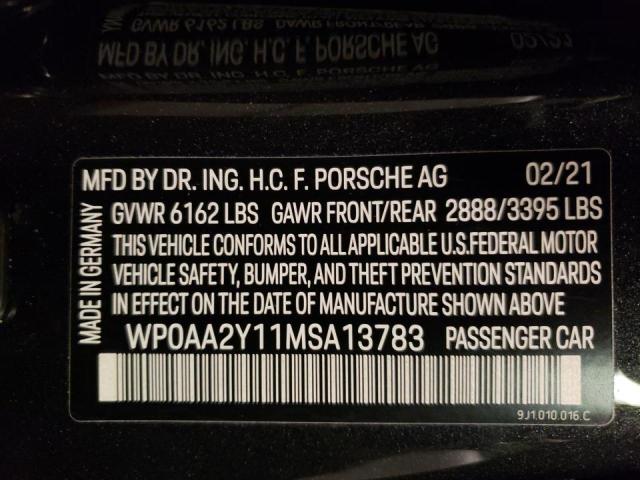 MFD BY DR. ING. H.C. F. PORSCHE AG 02/21
GVWR 6162 LBS GAWR FRONT/REAR 2888/3395 LBS
THIS VEHICLE CONFORMS TO ALL APPLICABLE U.S.FEDERAL MOTOR
VEHICLE SAFETY, BUMPER, AND THEFT PREVENTION STANDARDS
IN EFFECT ON THE DATE OF MANUFACTURE SHOWN ABOVE
WP0AA2Y11MSA13783 PASSENGER CAR
MADE IN GERMANY
9J1.010.016.C